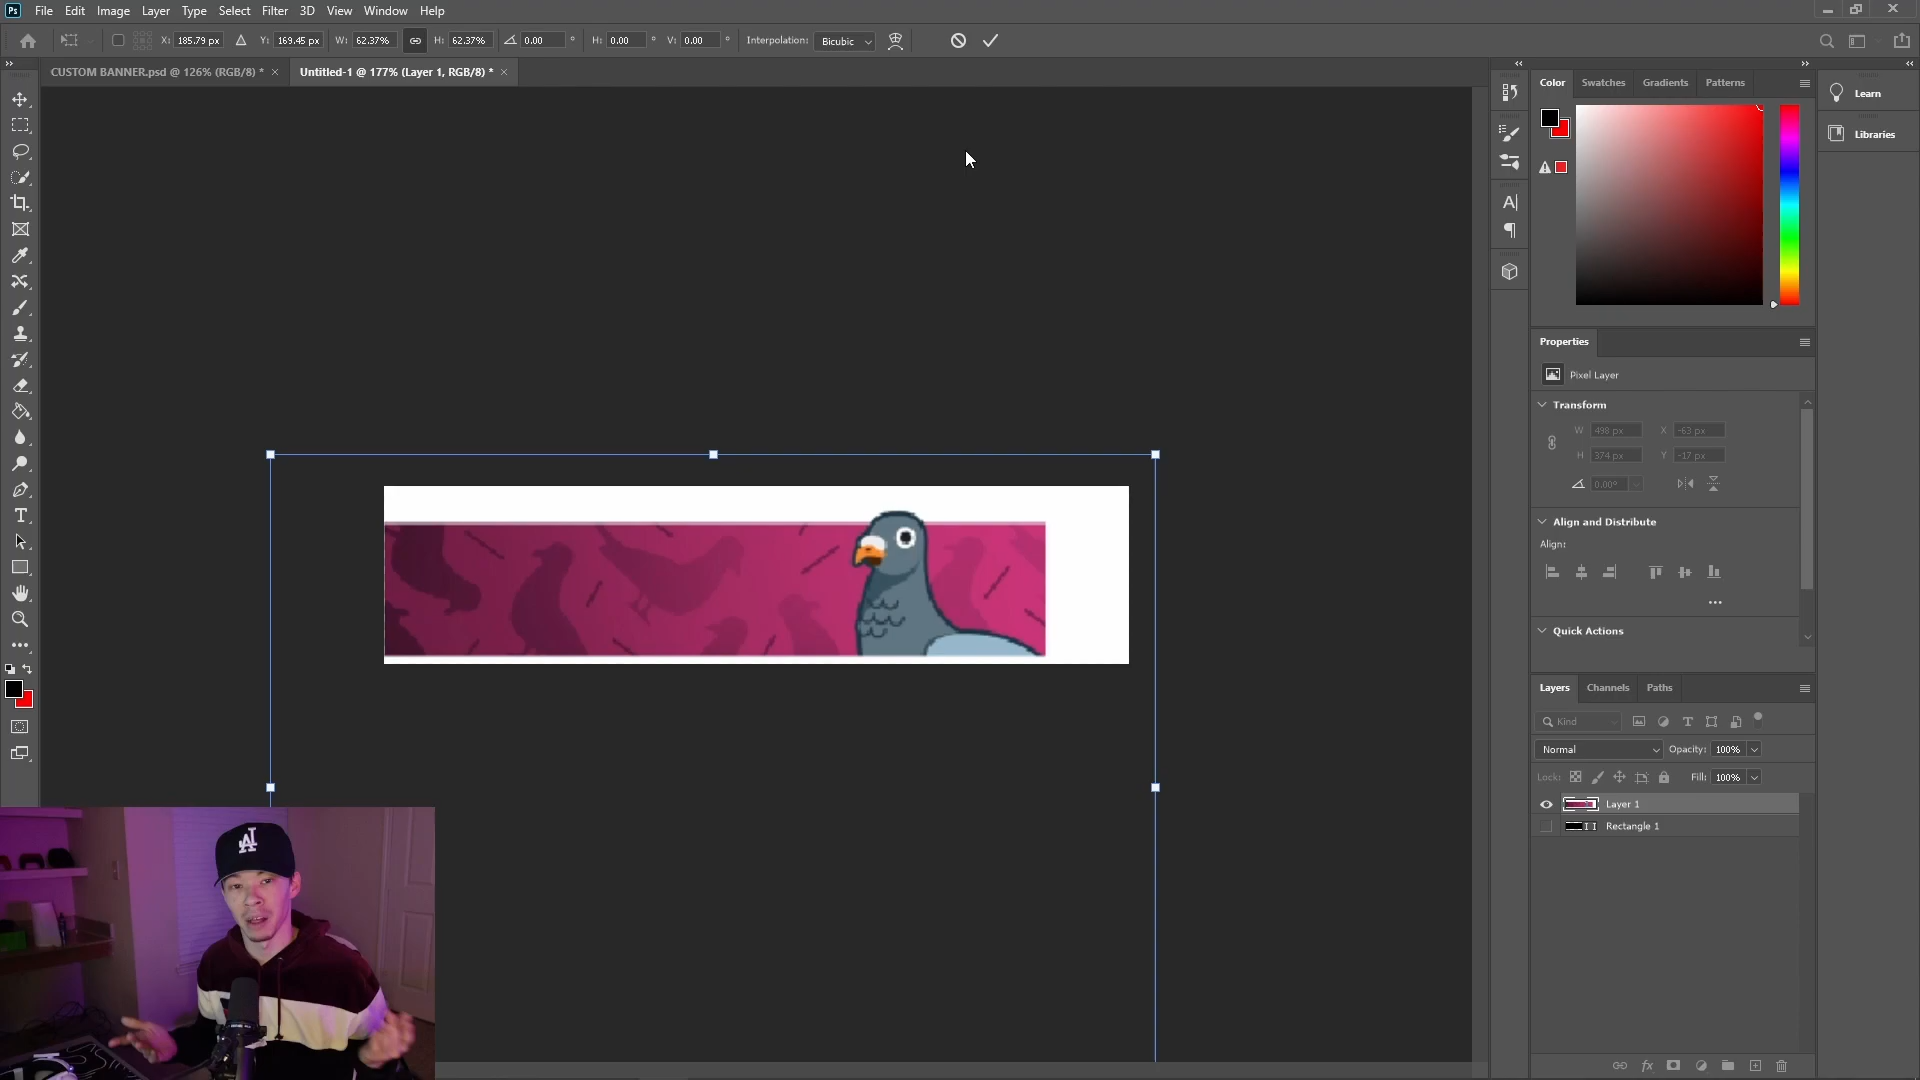 Ps File Edit Image Layer Type Select Filter 3D View Window Help
X: 185.79 px Y: 169.45 px W: 62.37% H: 62.37% 0.00 ° H: 0.00 ° V: 0.00 ° Interpolation: Bicubic
CUSTOM BANNER.psd @ 126% (RGB/8) * × Untitled-1 @ 177% (Layer 1, RGB/8) * ×
Color Swatches Gradients Patterns
Learn
Libraries
Properties
Pixel Layer
Transform
W 498 px X -63 px
H 374 px Y -17 px
0.00°
Align and Distribute
Align:
Quick Actions
Layers Channels Paths
Kind
Normal Opacity: 100%
Lock: Fill: 100%
Layer 1
Rectangle 1
fx